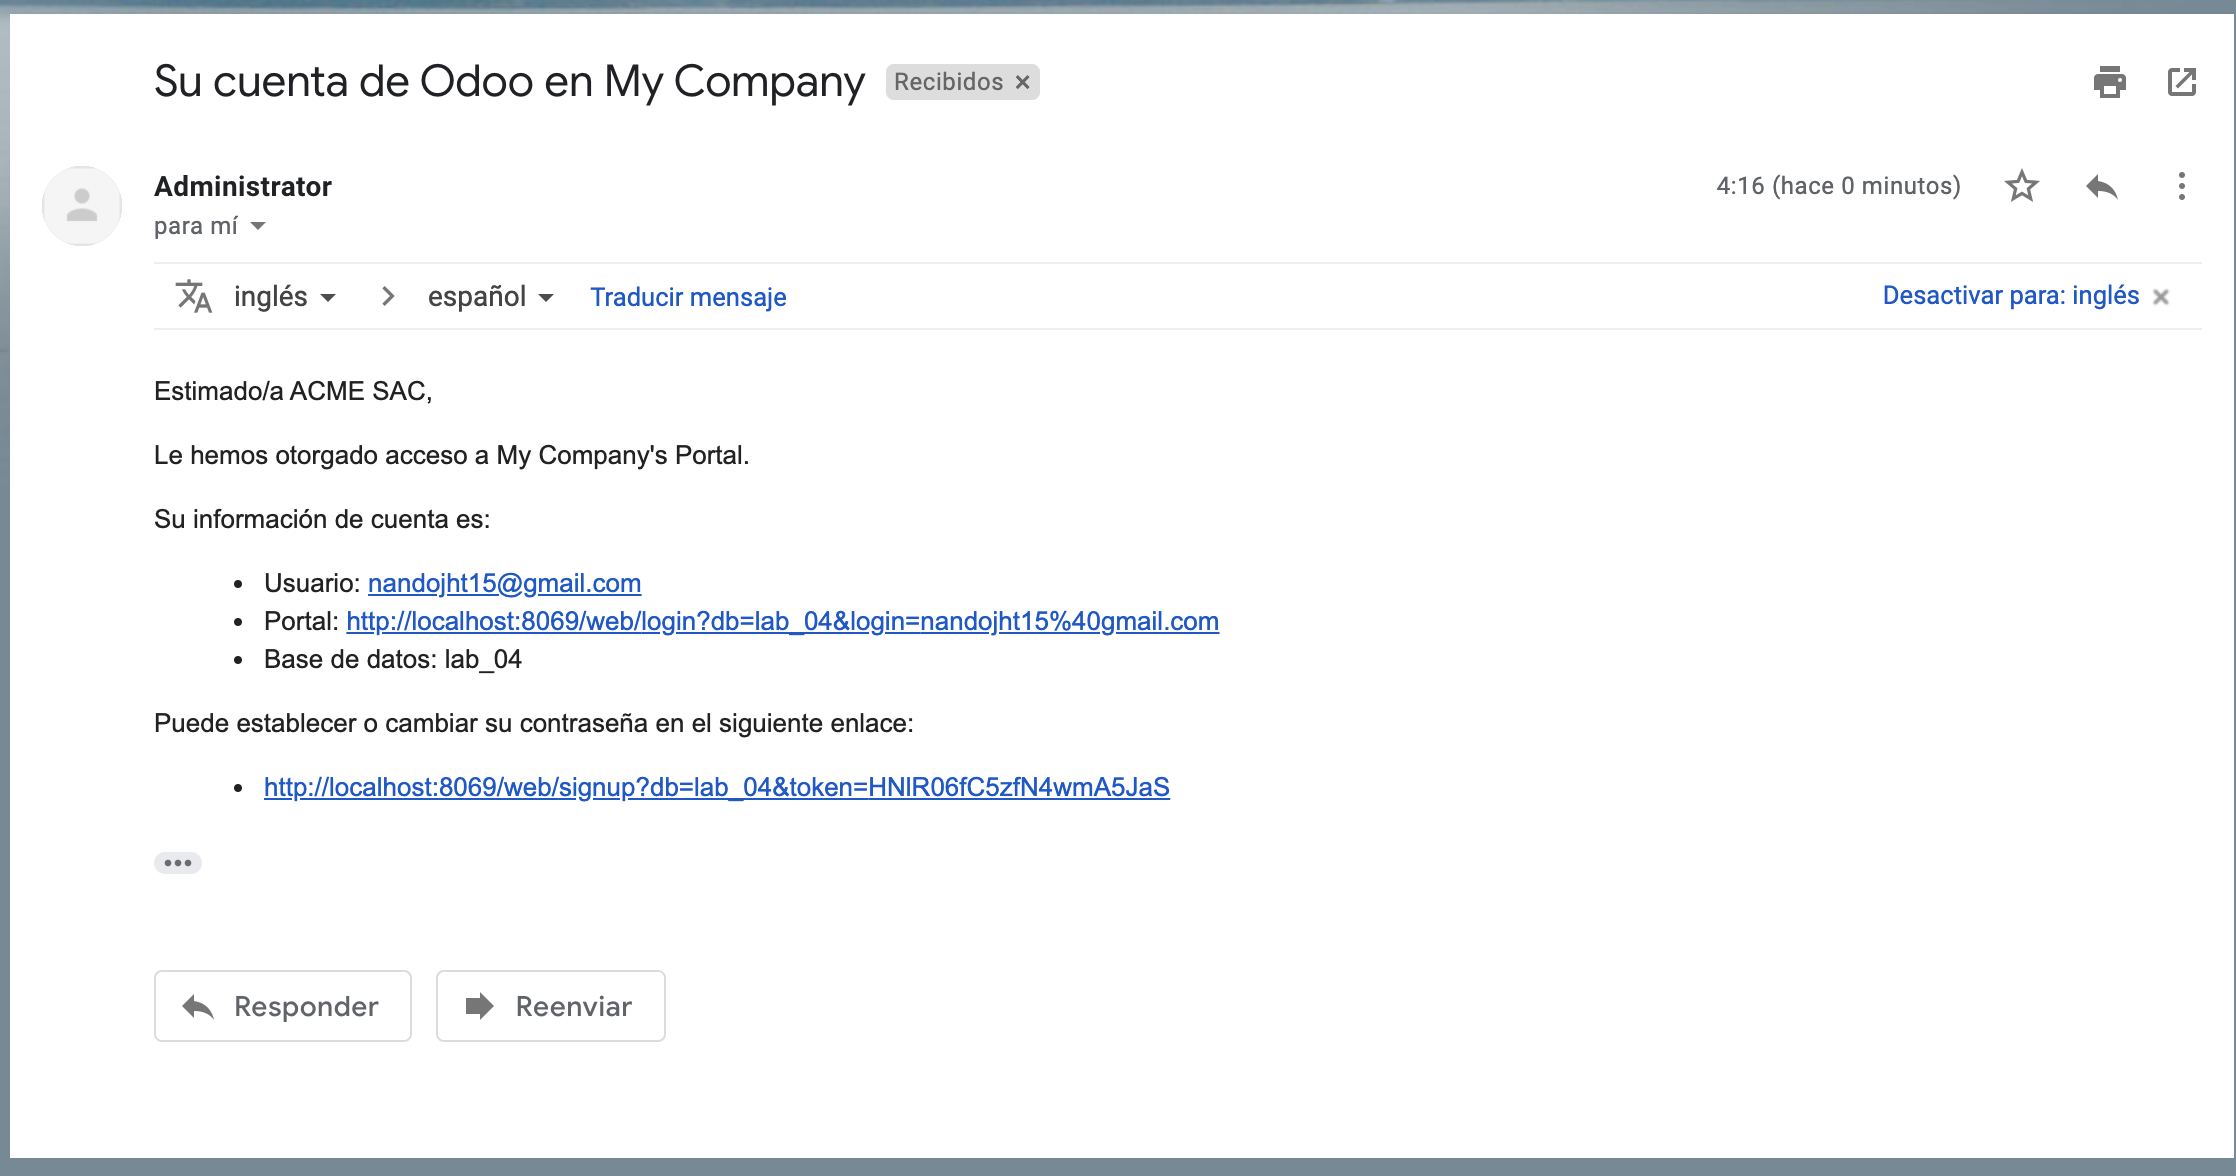 Su cuenta de Odoo en My Company Recibidos ×
Administrator 4:16 (hace 0 minutos)
para mí
inglés > español Traducir mensaje Desactivar para: inglés ×
Estimado/a ACME SAC,
Le hemos otorgado acceso a My Company's Portal.
Su información de cuenta es:
• Usuario: nandojht15@gmail.com
• Portal: http://localhost:8069/web/login?db=lab_04&login=nandojht15%40gmail.com
• Base de datos: lab_04
Puede establecer o cambiar su contraseña en el siguiente enlace:
• http://localhost:8069/web/signup?db=lab_04&token=HNlR06fC5zfN4wmA5JaS
•••
Responder Reenviar